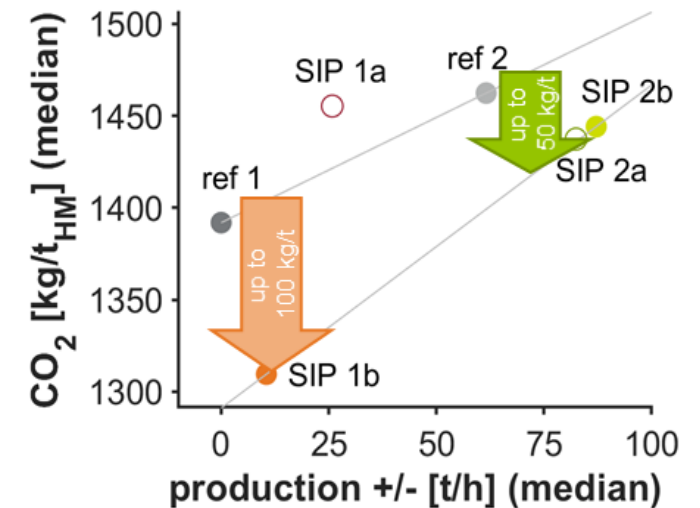 1500
1450
1400
1350
1300
CO2 [kg/tHM] (median)
SIP 1a
ref 2
SIP 2b
SIP 2a
ref 1
SIP 1b
up to
50 kg/t
up to
100 kg/t
0 25 50 75 100
production +/- [t/h] (median)